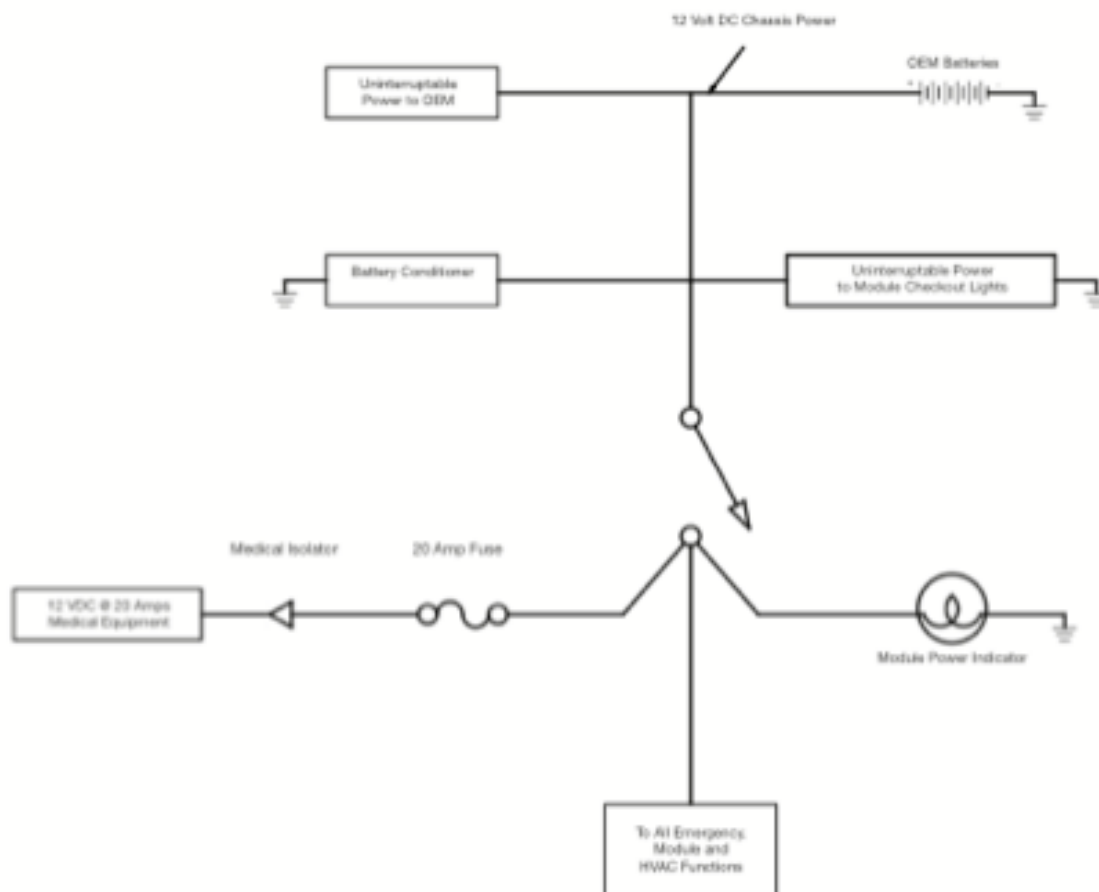 12 Volt DC Chassis Power
OEM Batteries
+ -
Uninterruptable
Power to OEM
Battery Conditioner
Uninterruptable Power
to Module Checkout Lights
Medical Isolator
20 Amp Fuse
12 VDC @ 20 Amps
Medical Equipment
Module Power Indicator
To All Emergency,
Module and
HVAC Functions